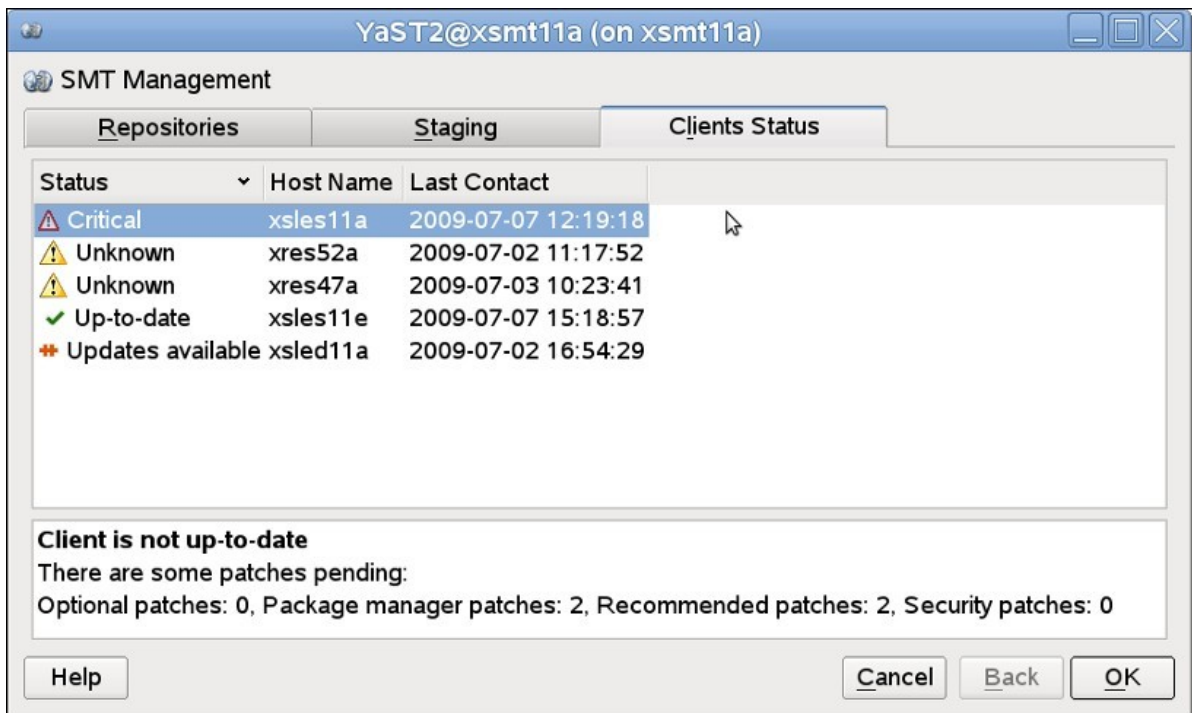 YaST2@xsmt11a (on xsmt11a)
SMT Management
Repositories Staging Clients Status
Status Host Name Last Contact
Critical xsles11a 2009-07-07 12:19:18
Unknown xres52a 2009-07-02 11:17:52
Unknown xres47a 2009-07-03 10:23:41
Up-to-date xsles11e 2009-07-07 15:18:57
Updates available xsled11a 2009-07-02 16:54:29
Client is not up-to-date
There are some patches pending:
Optional patches: 0, Package manager patches: 2, Recommended patches: 2, Security patches: 0
Help Cancel Back OK